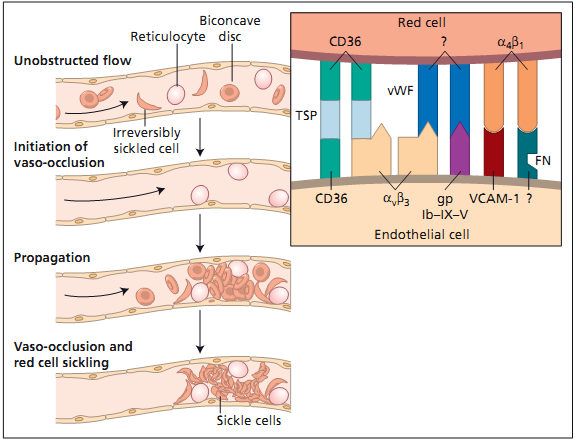 Unobstructed flow
Reticulocyte
Biconcave
disc
Irreversibly
sickled cell
Initiation of
vaso-occlusion
Propagation
Vaso-occlusion and
red cell sickling
Sickle cells
Red cell
CD36
?
α₄β₁
vWF
TSP
FN
CD36
αᵥβ₃
gp
Ib–IX–V
VCAM-1
?
Endothelial cell